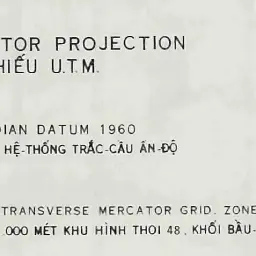 TOR PROJECTION
HIẾU U.T.M.
DIAN DATUM 1960
HỆ-THỐNG TRẮC-CÂU ẤN-ĐỘ
TRANSVERSE MERCATOR GRID, ZONE
.000 MÉT KHU HÌNH THOI 48, KHỐI BẦU-